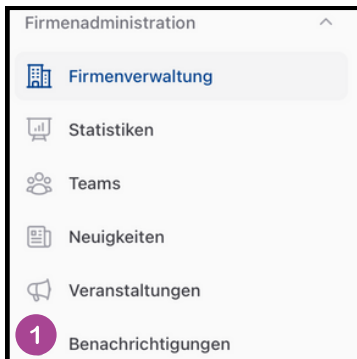 Firmenadministration
Firmenverwaltung
Statistiken
Teams
Neuigkeiten
Veranstaltungen
1 Benachrichtigungen